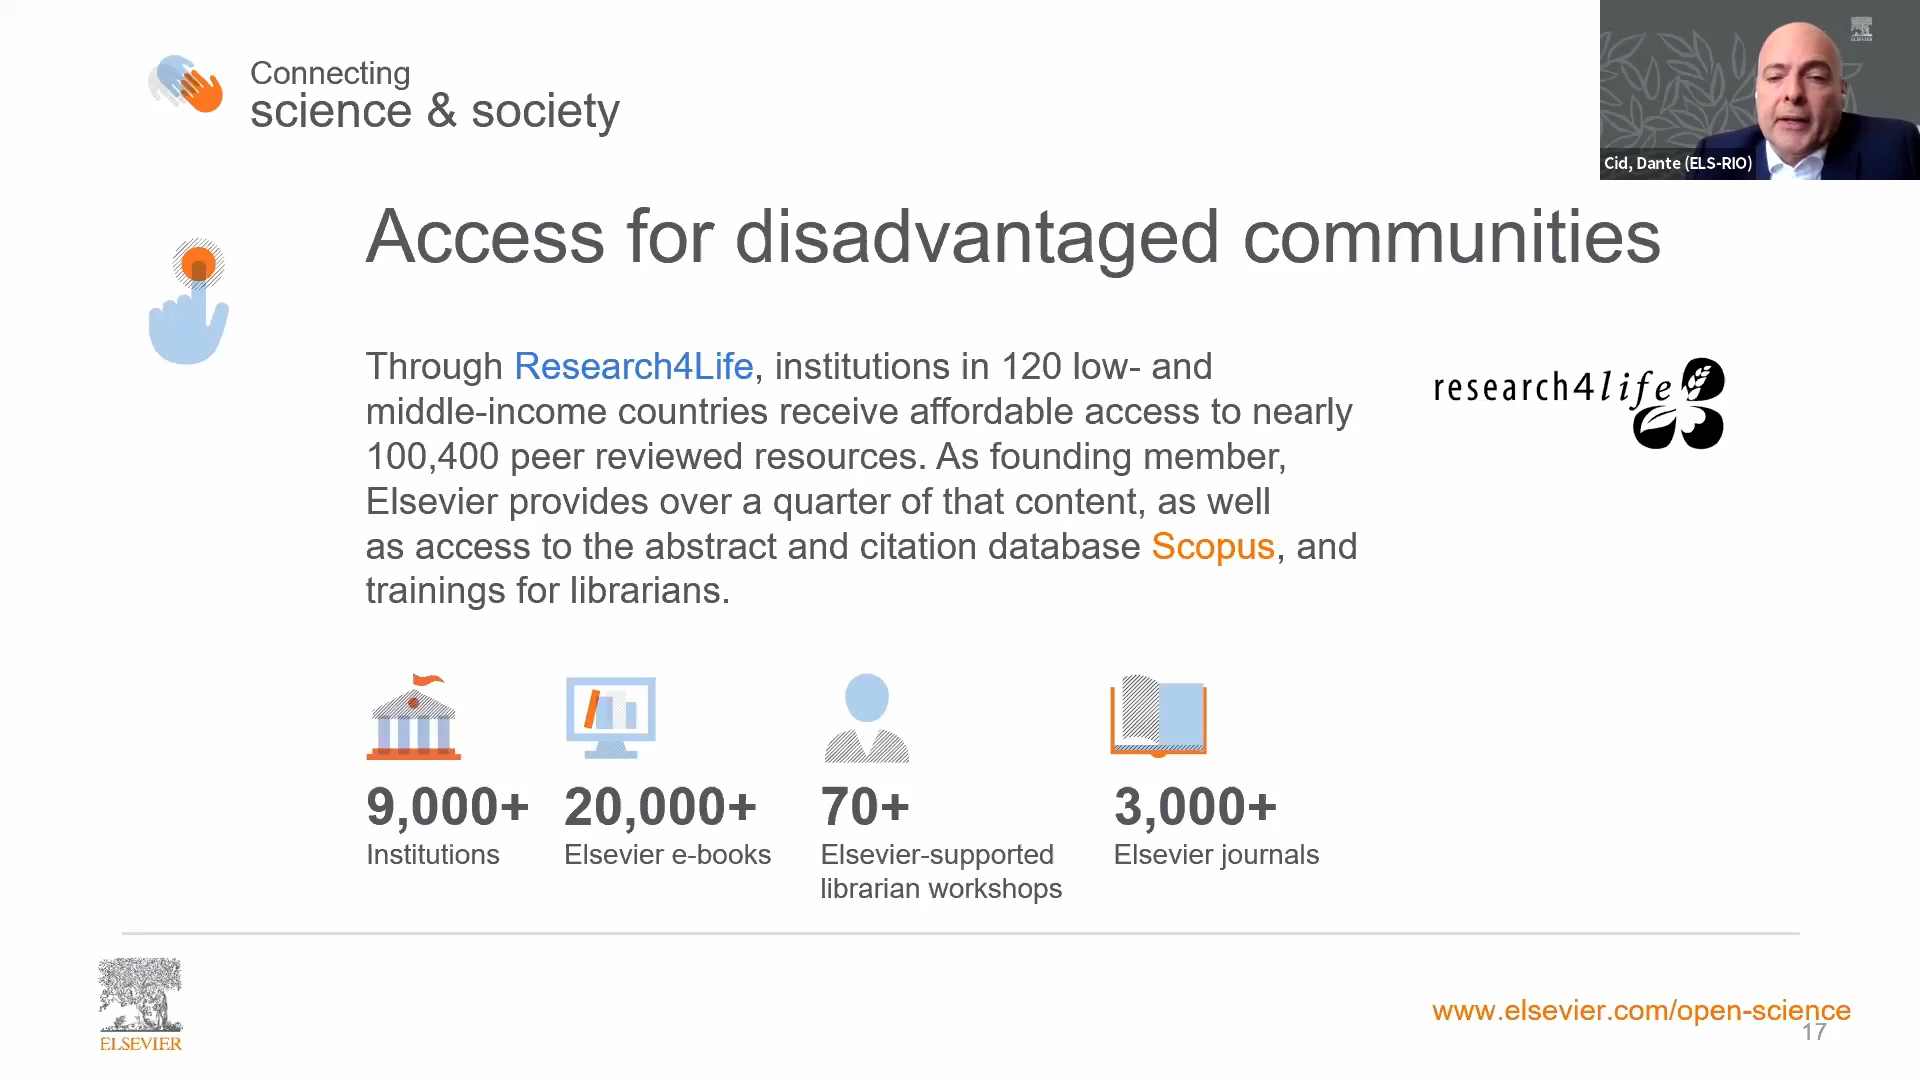 Connecting
science & society
Cid, Dante (ELS-RIO)
Access for disadvantaged communities
Through Research4Life, institutions in 120 low- and
middle-income countries receive affordable access to nearly
100,400 peer reviewed resources. As founding member,
Elsevier provides over a quarter of that content, as well
as access to the abstract and citation database Scopus, and
trainings for librarians.
research4life
9,000+
Institutions
20,000+
Elsevier e-books
70+
Elsevier-supported
librarian workshops
3,000+
Elsevier journals
ELSEVIER
www.elsevier.com/open-science
17